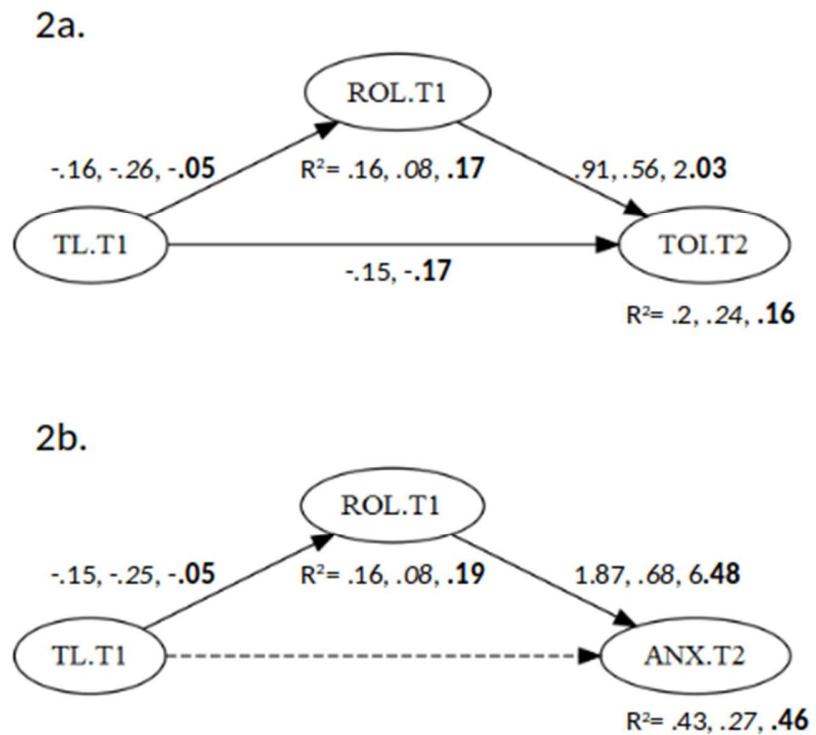 2a.
ROL.T1
-.16, -.26, -.05
R²= .16, .08, .17
.91, .56, 2.03
TL.T1
TOI.T2
-.15, -.17
R²= .2, .24, .16
2b.
ROL.T1
-.15, -.25, -.05
R²= .16, .08, .19
1.87, .68, 6.48
TL.T1
ANX.T2
R²= .43, .27, .46